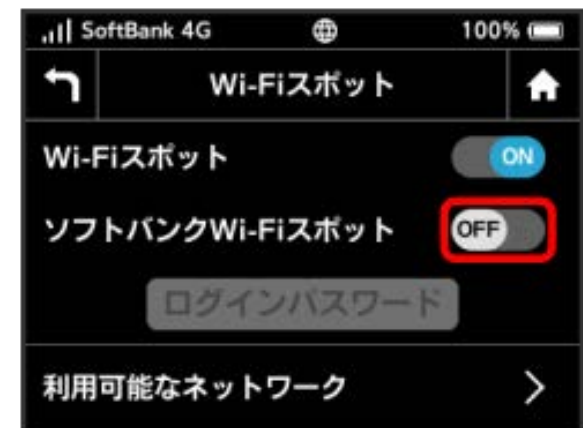 SoftBank 4G 100%
Wi-Fiスポット
Wi-Fiスポット ON
ソフトバンクWi-Fiスポット OFF
ログインパスワード
利用可能なネットワーク